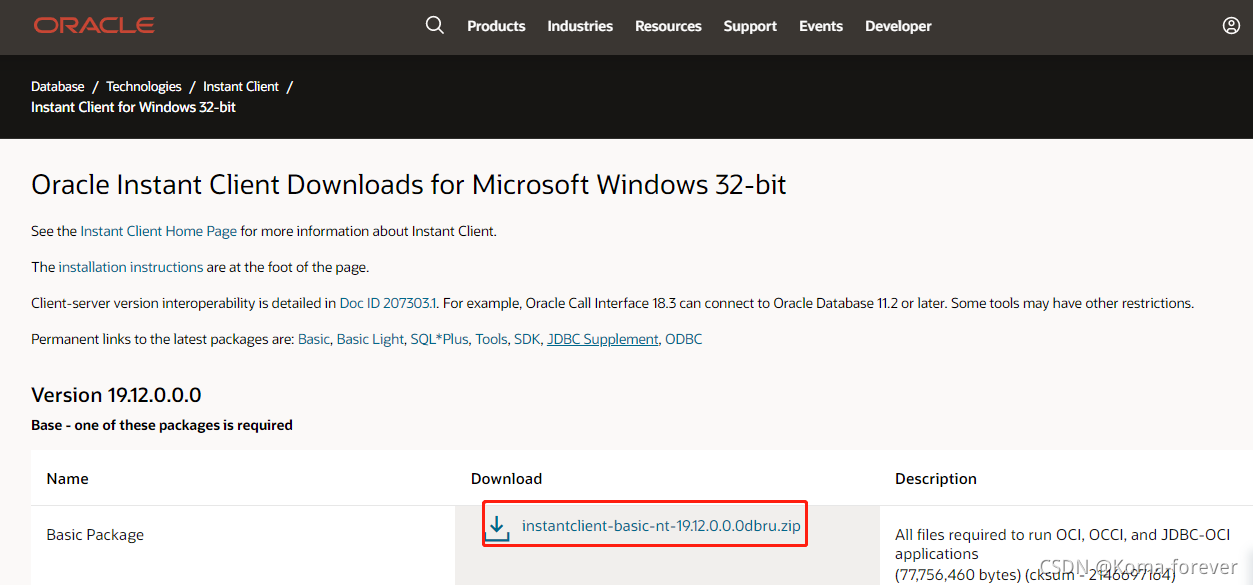 ORACLE
Products Industries Resources Support Events Developer
Database / Technologies / Instant Client /
Instant Client for Windows 32-bit
Oracle Instant Client Downloads for Microsoft Windows 32-bit
See the Instant Client Home Page for more information about Instant Client.
The installation instructions are at the foot of the page.
Client-server version interoperability is detailed in Doc ID 207303.1. For example, Oracle Call Interface 18.3 can connect to Oracle Database 11.2 or later. Some tools may have other restrictions.
Permanent links to the latest packages are: Basic, Basic Light, SQL*Plus, Tools, SDK, JDBC Supplement, ODBC
Version 19.12.0.0.0
Base - one of these packages is required
Name Download Description
Basic Package
instantclient-basic-nt-19.12.0.0.0dbru.zip
All files required to run OCI, OCCI, and JDBC-OCI
applications
(77,756,460 bytes) (cksum - 2146697164)
CSDN @Koma-forever